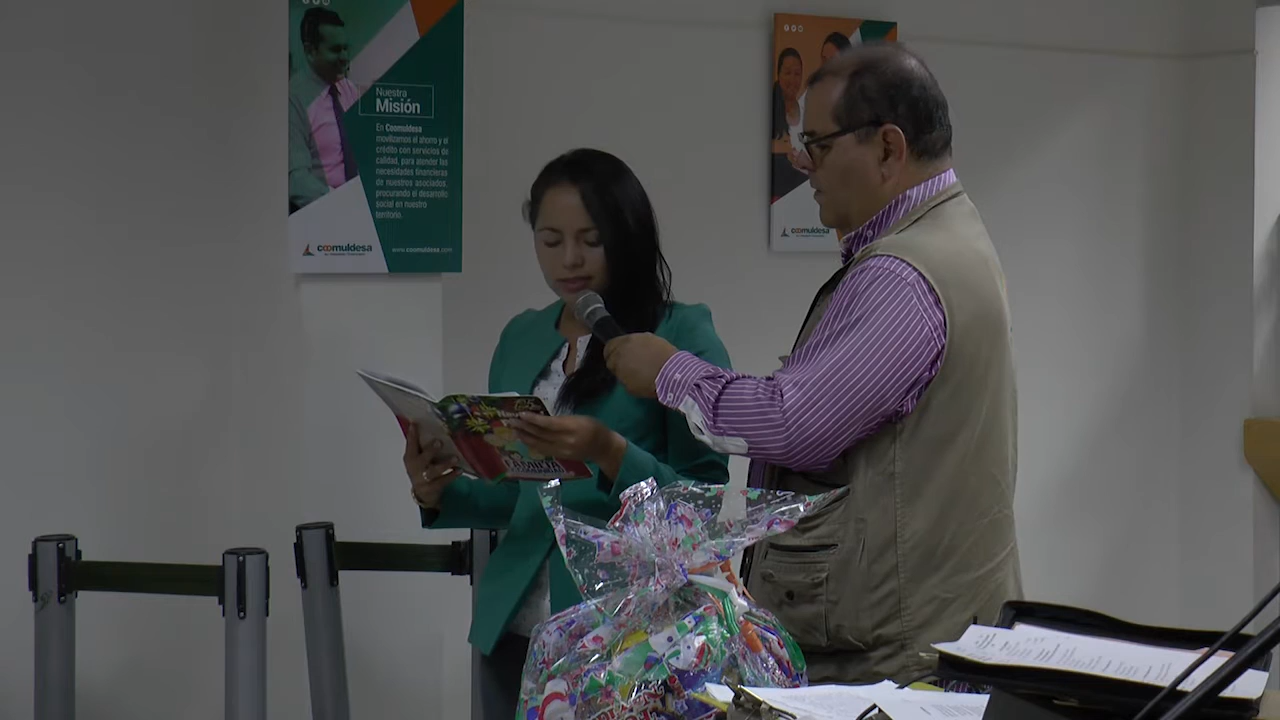 Nuestra
Misión
En Coomuldesa
movilizamos el ahorro y el
crédito con servicios de
calidad, para atender las
necesidades financieras
de nuestros asociados,
procurando el desarrollo
social en nuestro
territorio.
coomuldesa
www.coomuldesa.com
coomuldesa
FAMILIA